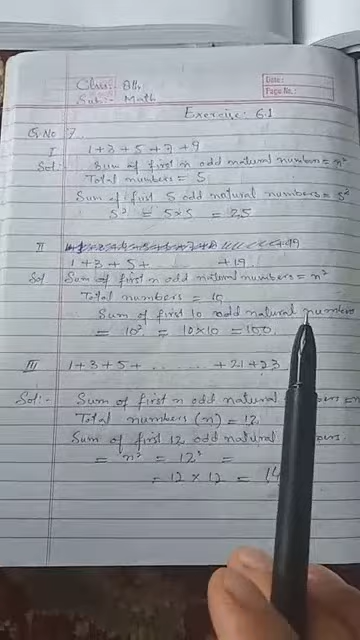 Class:- 8th
Sub:- Math
Date:
Page No.:
Exercise: 6.1
Q.No 7.
I 1+3+5+7+9
Sol:- Sum of first n odd natural numbers = n²
Total numbers = 5
Sum of first 5 odd natural numbers = 5²
5² = 5×5 = 25
II
1+3+5+ ........ +19
Sol Sum of first n odd natural numbers = n²
Total numbers = 10
Sum of first 10 odd natural numbers
= 10² = 10×10 = 100.
III 1+3+5+ ........ +21+23
Sol:- Sum of first n odd natural
Total numbers (n) = 12
Sum of first 12 odd natural
= n² = 12² =
= 12 × 12 =